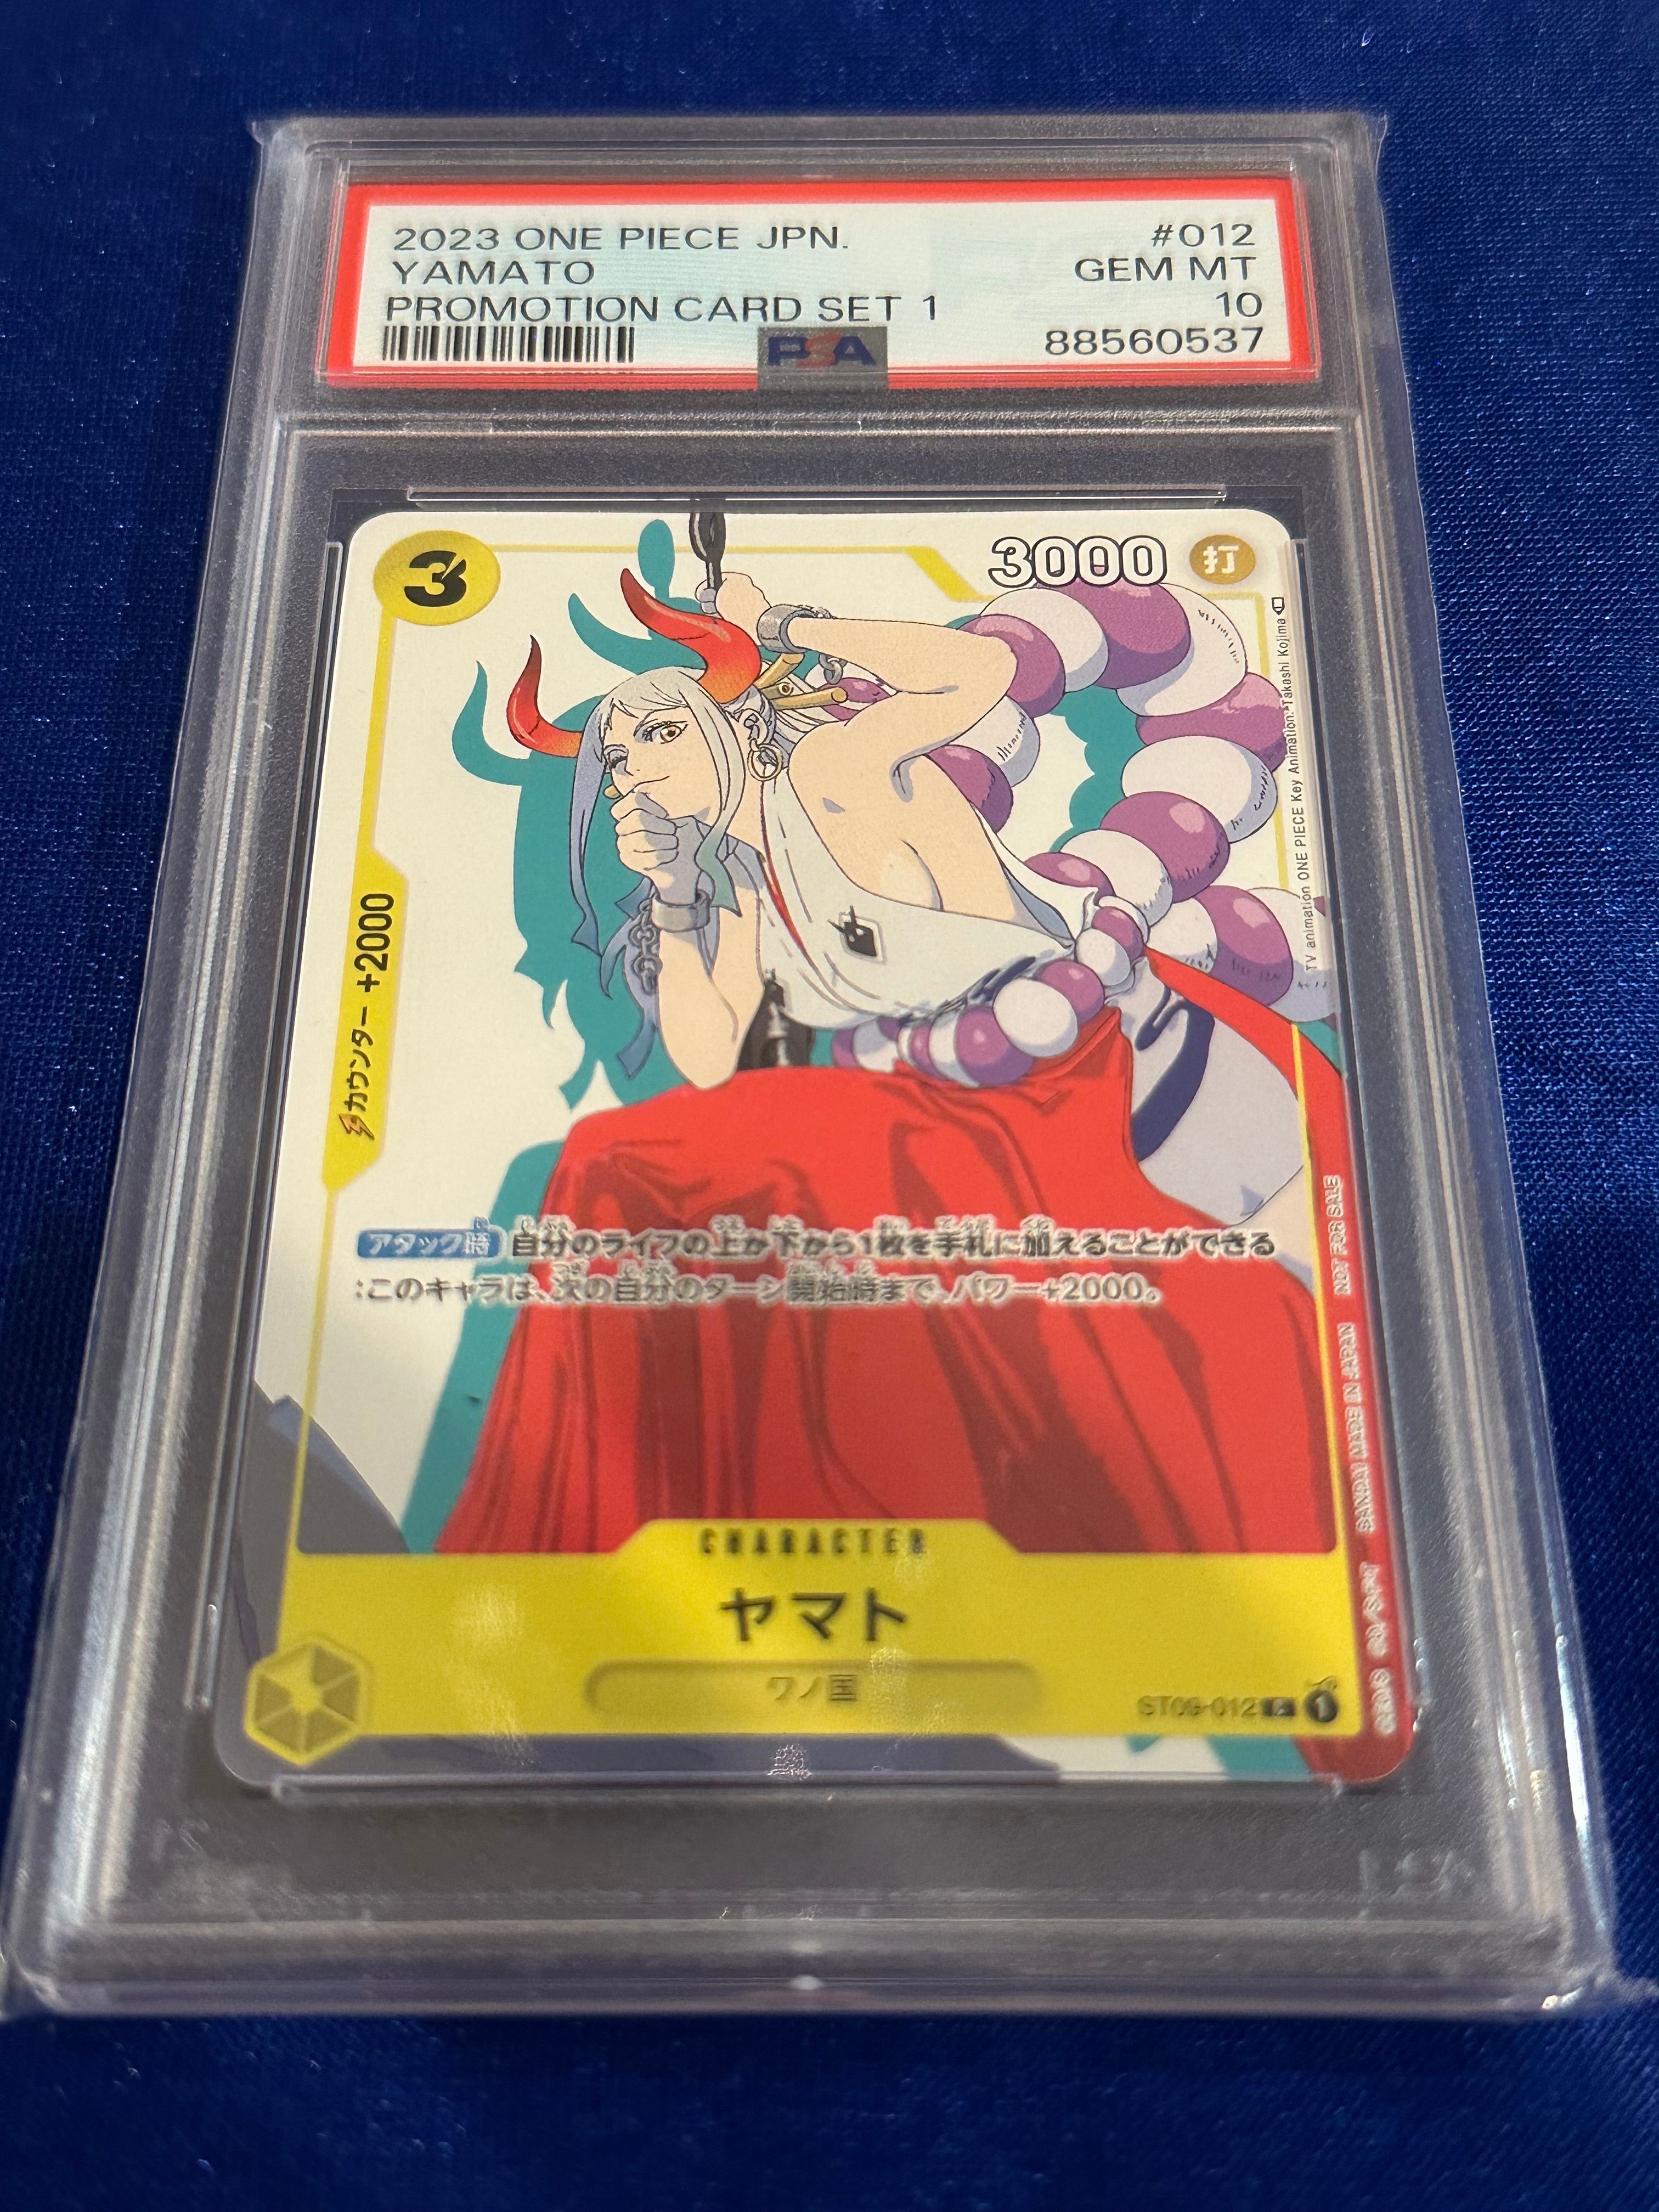 2023 ONE PIECE JPN. #012
YAMATO GEM MT
PROMOTION CARD SET 1 10
PSA 88560537
3
3000 打
TV animation ONE PIECE Key Animation:Takashi Kojima
カウンター +2000
アタック時 自分のライフの上か下から1枚を手札に加えることができる
:このキャラは、次の自分のターン開始時まで、パワー+2000。
CHARACTER
ヤマト
ワノ国
ST09-012 1
BANDAI MADE IN JAPAN NOT FOR SALE